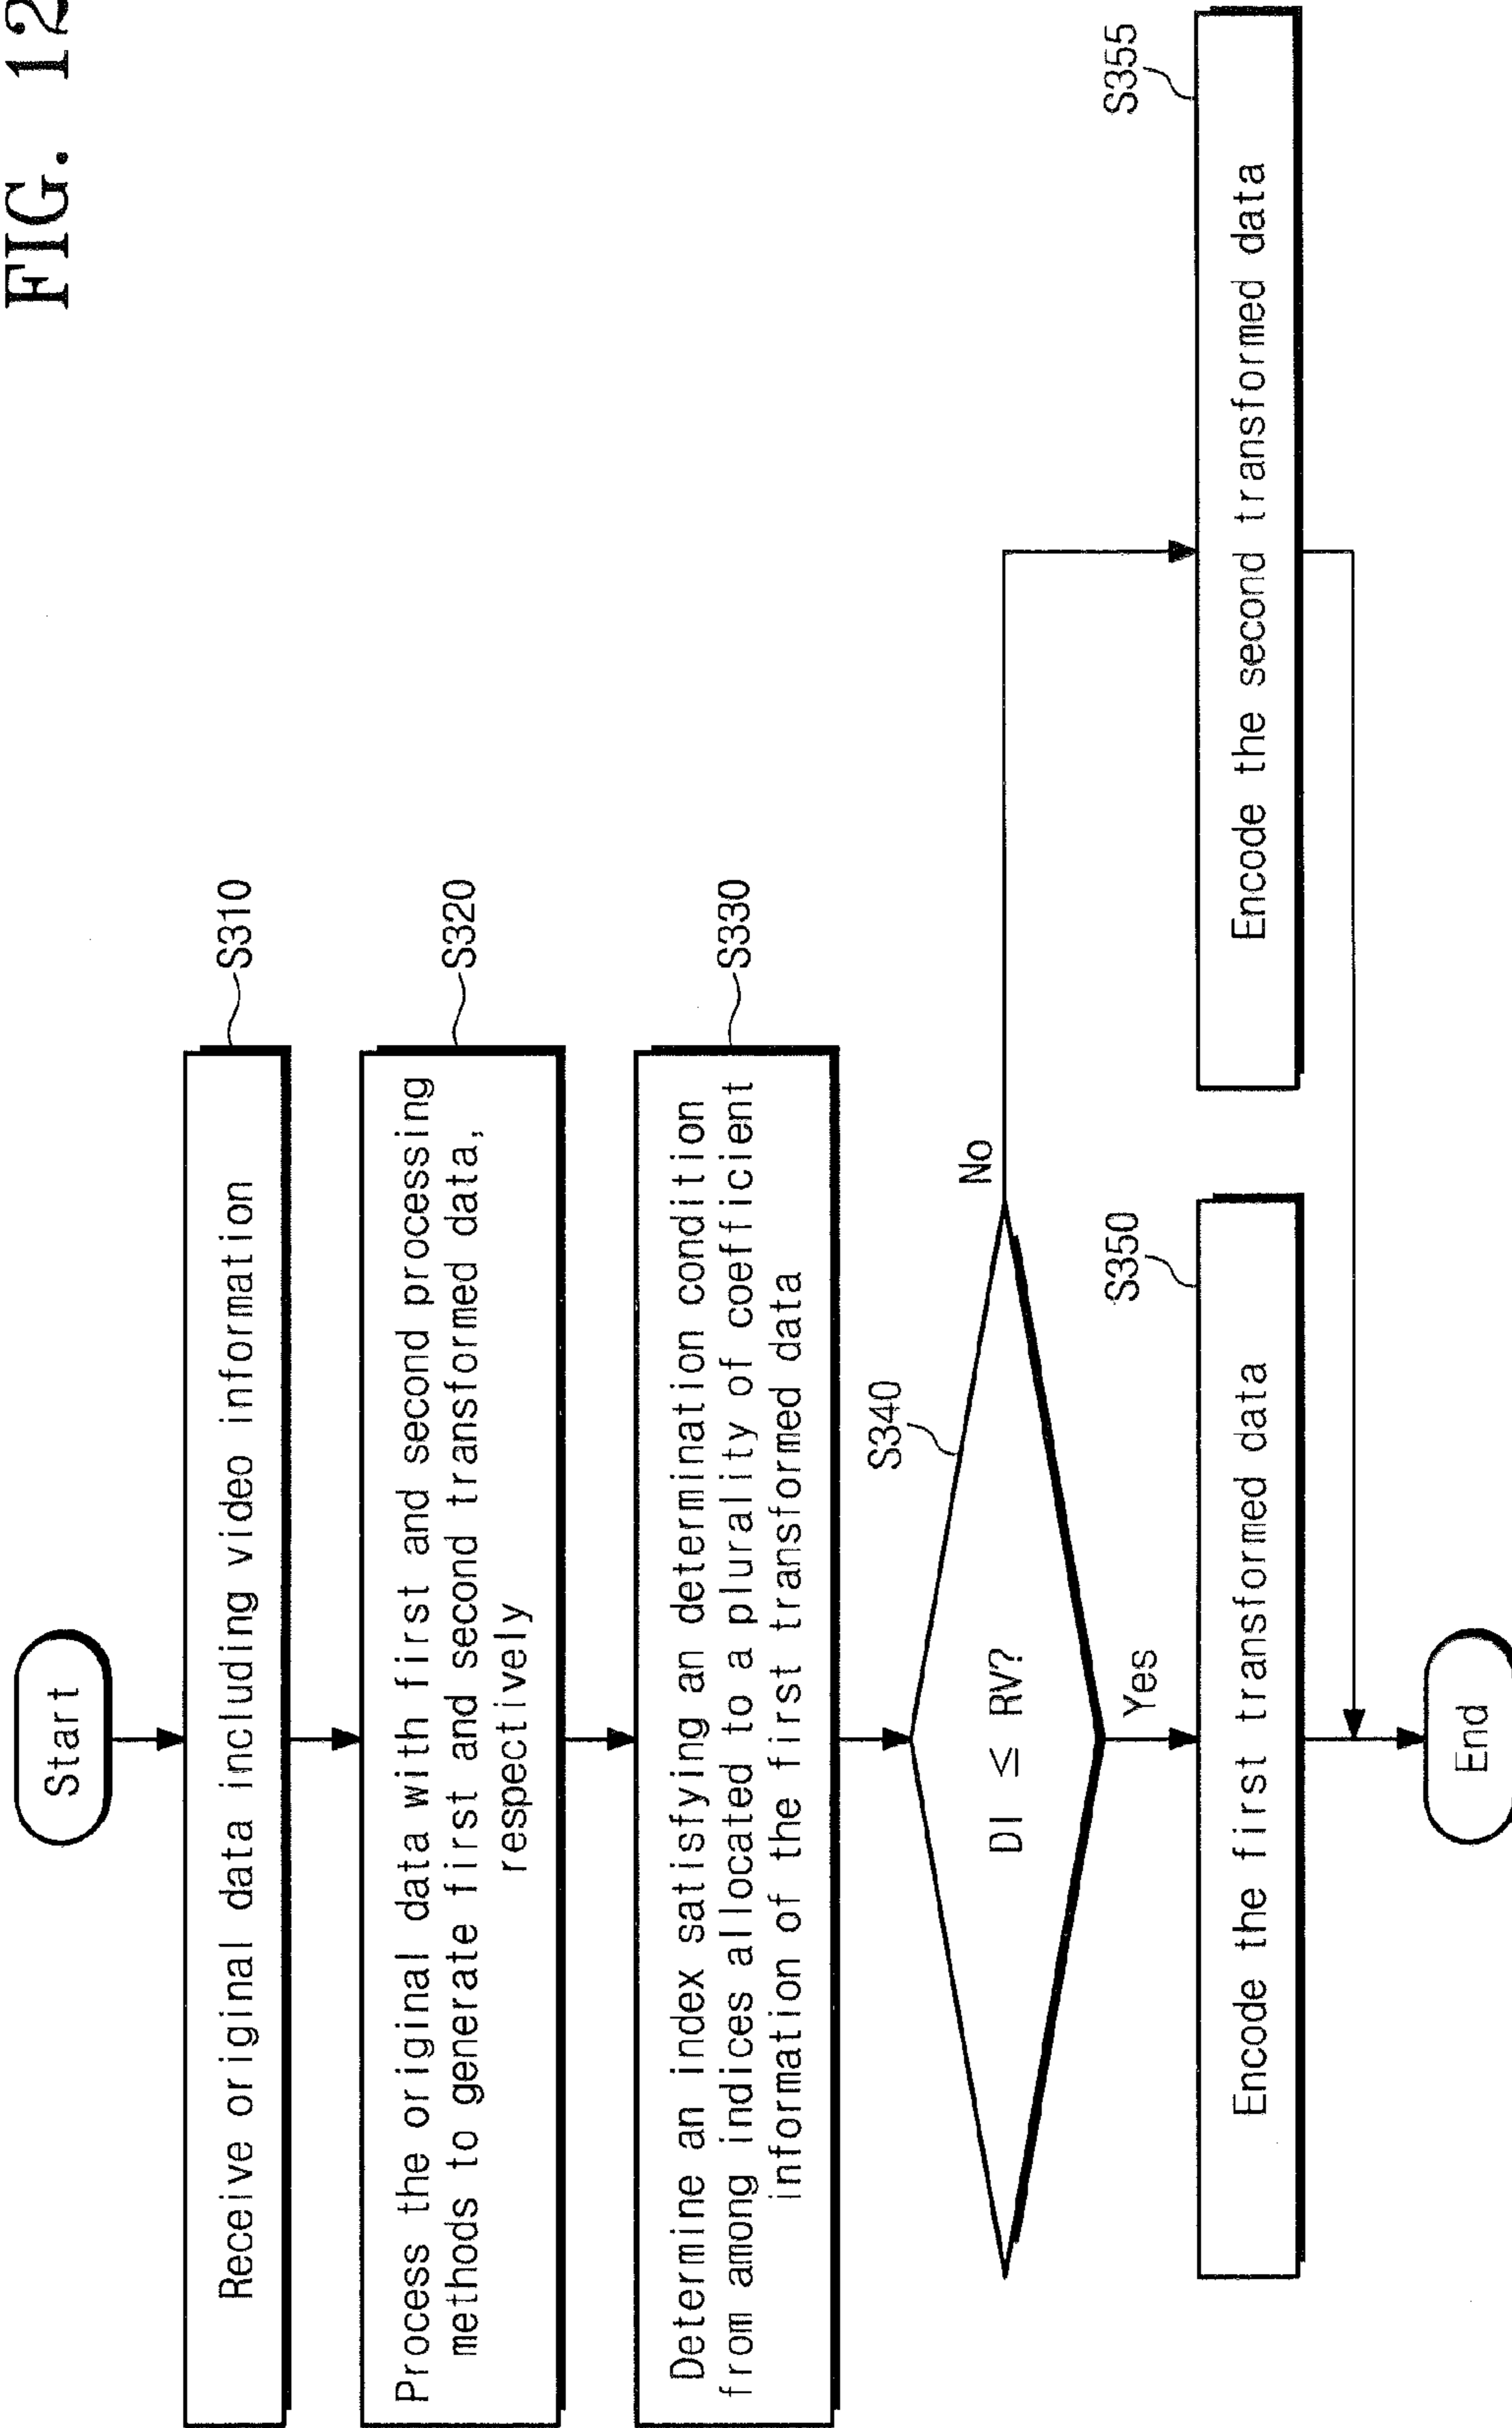 FIG. 12
Start
Receive original data including video information
S310
Process the original data with first and second processing
methods to generate first and second transformed data,
respectively
S320
Determine an index satisfying an determination condition
from among indices allocated to a plurality of coefficient
information of the first transformed data
S330
S340
DI ≤ RV?
No
Yes
S350
Encode the first transformed data
S355
Encode the second transformed data
End